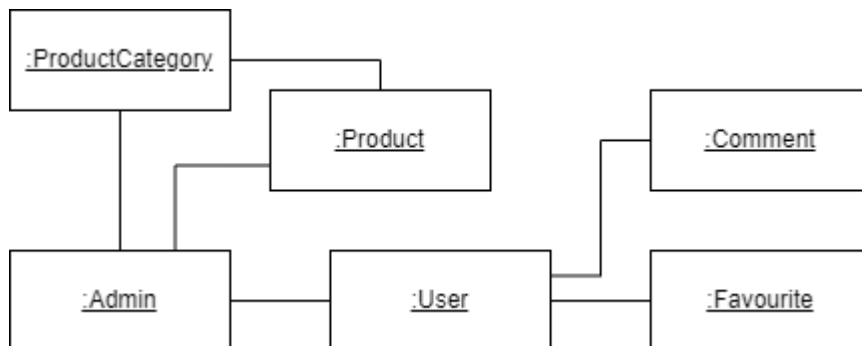 :ProductCategory
:Product
:Comment
:Admin
:User
:Favourite